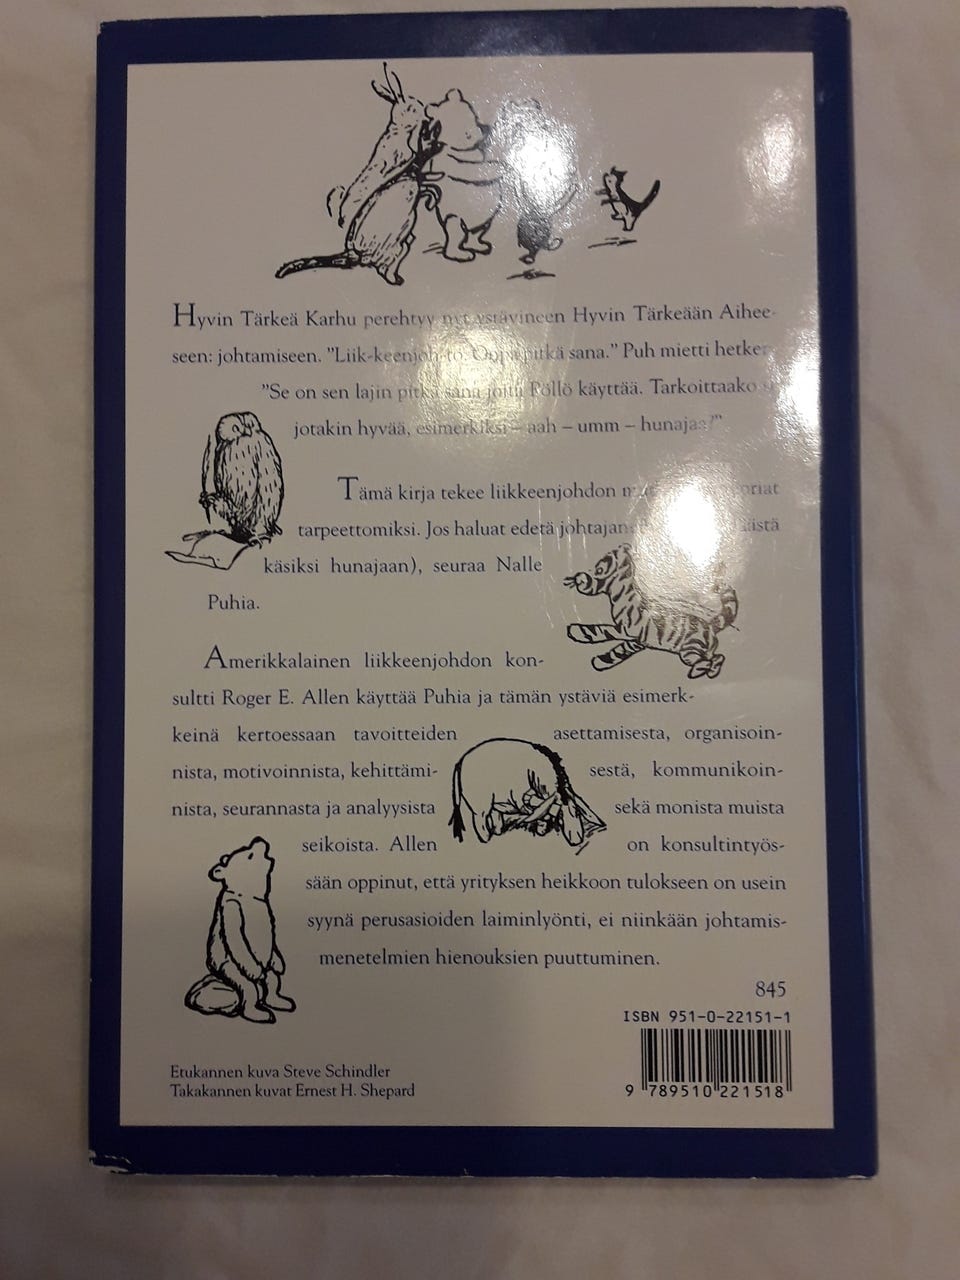 Hyvin Tärkeä Karhu perehtyy nyt ystävineen Hyvin Tärkeään Aihee-
seen: johtamiseen. "Liik-keenjoh-to. Oppa pitkä sana." Puh mietti
"Se on sen lajin pitkä sana joita Pöllö käyttää. Tarkoittaako
jotakin hyvää, esimerkiksi – aah – umm – hunajaa?"
Tämä kirja tekee liikkeenjohdon
tarpeettomiksi. Jos haluat edetä
käsiksi hunajaan), seuraa Nalle
Puhia.
Amerikkalainen liikkeenjohdon kon-
sultti Roger E. Allen käyttää Puhia ja tämän ystäviä esimerk-
keinä kertoessaan tavoitteiden asettamisesta, organisoin-
nista, motivoinnista, kehittämi-sestä, kommunikoin-
nista, seurannasta ja analyysista sekä monista muista
seikoista. Allen on konsultintyös-
sään oppinut, että yrityksen heikkoon tulokseen on usein
syynä perusasioiden laiminlyönti, ei niinkään johtamis-
menetelmien hienouksien puuttuminen.
845
ISBN 951-0-22151-1
9 789510 221518
Etukannen kuva Steve Schindler
Takakannen kuvat Ernest H. Shepard